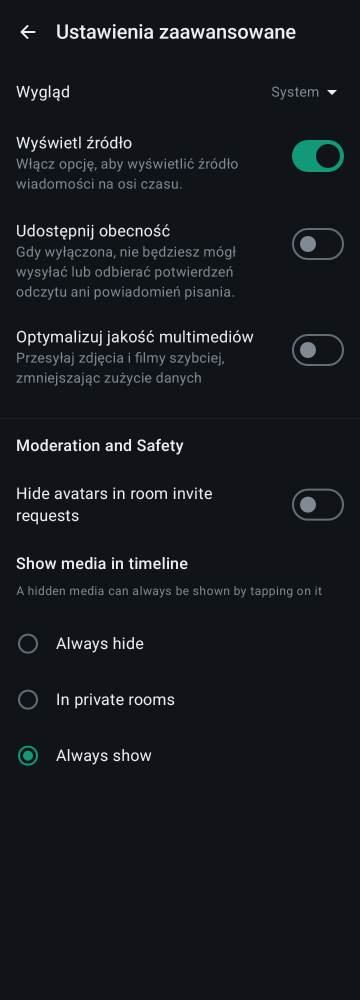 Ustawienia zaawansowane
Wygląd
System
Wyświetl źródło
Włącz opcję, aby wyświetlić źródło
wiadomości na osi czasu.
Udostępnij obecność
Gdy wyłączona, nie będziesz mógł
wysyłać lub odbierać potwierdzeń
odczytu ani powiadomień pisania.
Optymalizuj jakość multimediów
Przesyłaj zdjęcia i filmy szybciej,
zmniejszając zużycie danych
Moderation and Safety
Hide avatars in room invite
requests
Show media in timeline
A hidden media can always be shown by tapping on it
Always hide
In private rooms
Always show